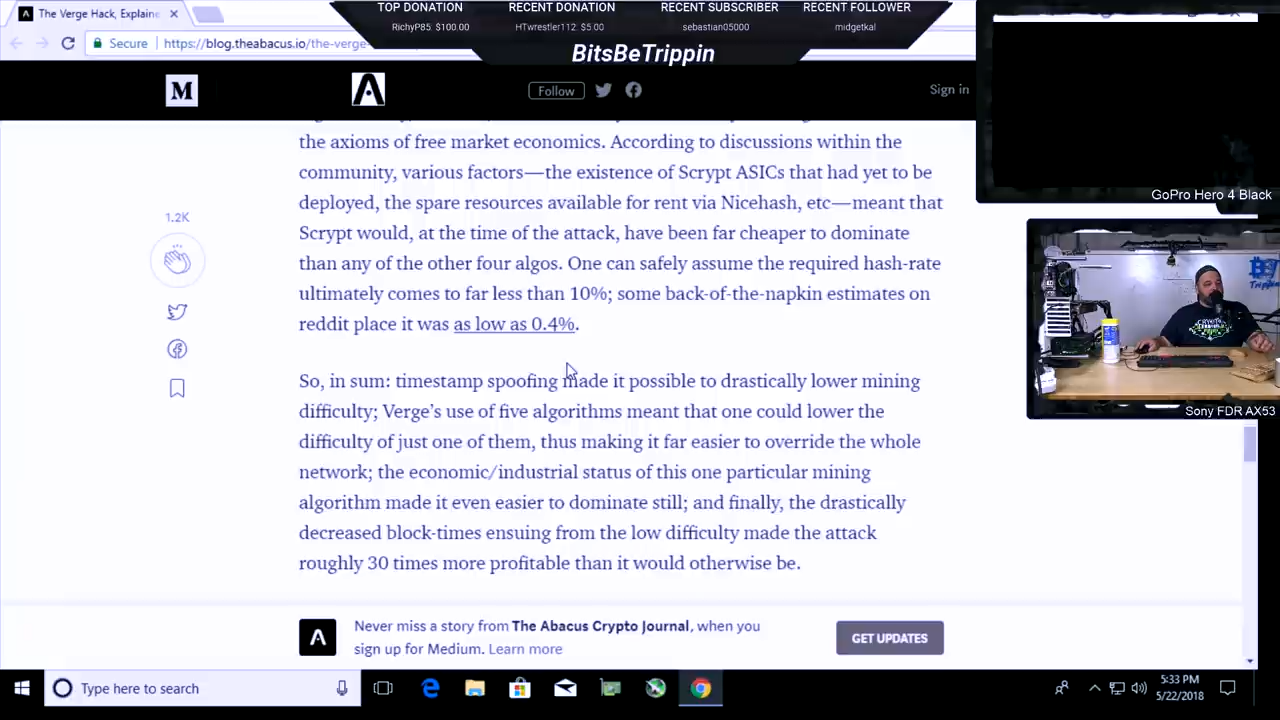 The Verge Hack, Explaine
TOP DONATION
RichyP85: $100.00
RECENT DONATION
HTwrestler112: $5.00
RECENT SUBSCRIBER
sebastian05000
RECENT FOLLOWER
midgetkal
BitsBeTrippin
Secure
https://blog.theabacus.io/the-verge-
M
Follow
Sign in
GoPro Hero 4 Black
the axioms of free market economics. According to discussions within the
community, various factors—the existence of Scrypt ASICs that had yet to be
deployed, the spare resources available for rent via Nicehash, etc—meant that
Scrypt would, at the time of the attack, have been far cheaper to dominate
than any of the other four algos. One can safely assume the required hash-rate
ultimately comes to far less than 10%; some back-of-the-napkin estimates on
reddit place it was as low as 0.4%.
1.2K
Sony FDR AX53
So, in sum: timestamp spoofing made it possible to drastically lower mining
difficulty; Verge's use of five algorithms meant that one could lower the
difficulty of just one of them, thus making it far easier to override the whole
network; the economic/industrial status of this one particular mining
algorithm made it even easier to dominate still; and finally, the drastically
decreased block-times ensuing from the low difficulty made the attack
roughly 30 times more profitable than it would otherwise be.
Never miss a story from The Abacus Crypto Journal, when you
sign up for Medium. Learn more
GET UPDATES
Type here to search
5:33 PM
5/22/2018